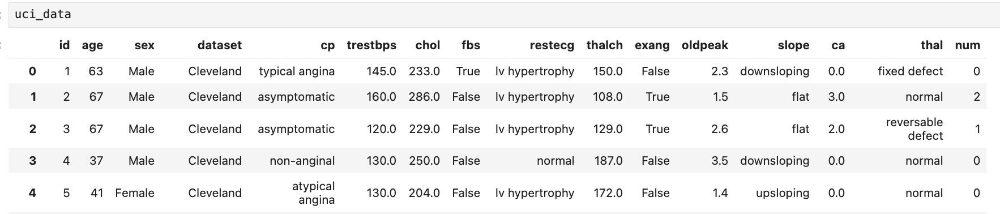 uci_data
id age sex dataset cp trestbps chol fbs restecg thalch exang oldpeak slope ca thal num
0 1 63 Male Cleveland typical angina 145.0 233.0 True lv hypertrophy 150.0 False 2.3 downsloping 0.0 fixed defect 0
1 2 67 Male Cleveland asymptomatic 160.0 286.0 False lv hypertrophy 108.0 True 1.5 flat 3.0 normal 2
2 3 67 Male Cleveland asymptomatic 120.0 229.0 False lv hypertrophy 129.0 True 2.6 flat 2.0 reversable defect 1
3 4 37 Male Cleveland non-anginal 130.0 250.0 False normal 187.0 False 3.5 downsloping 0.0 normal 0
4 5 41 Female Cleveland atypical angina 130.0 204.0 False lv hypertrophy 172.0 False 1.4 upsloping 0.0 normal 0